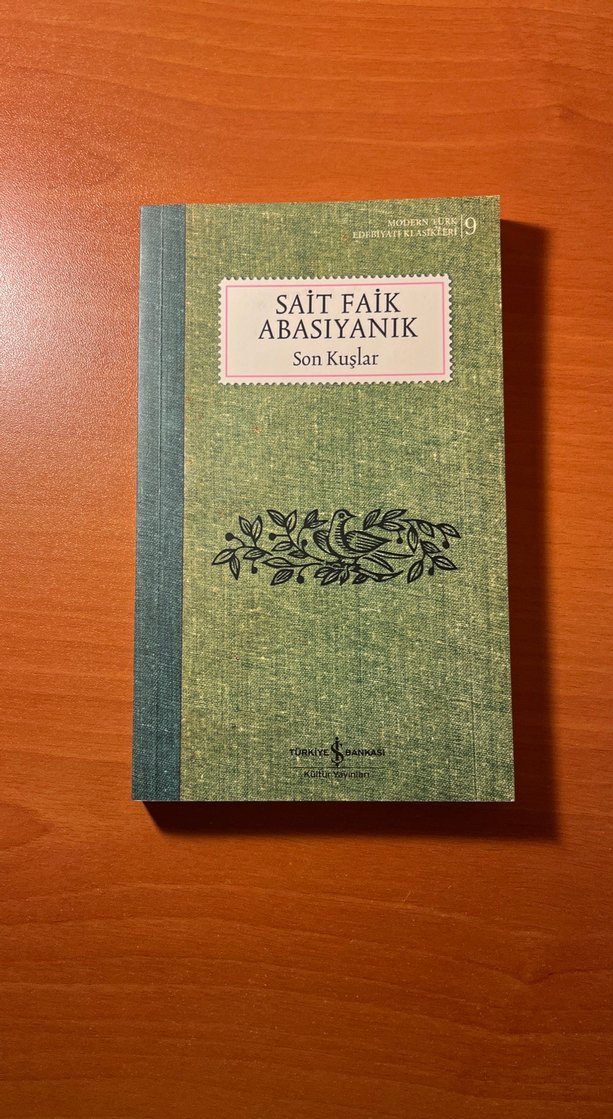 MODERN TÜRK
EDEBİYATI KLASİKLERİ 9
SAİT FAİK
ABASIYANIK
Son Kuşlar
TÜRKİYE İŞ BANKASI
Kültür Yayınları